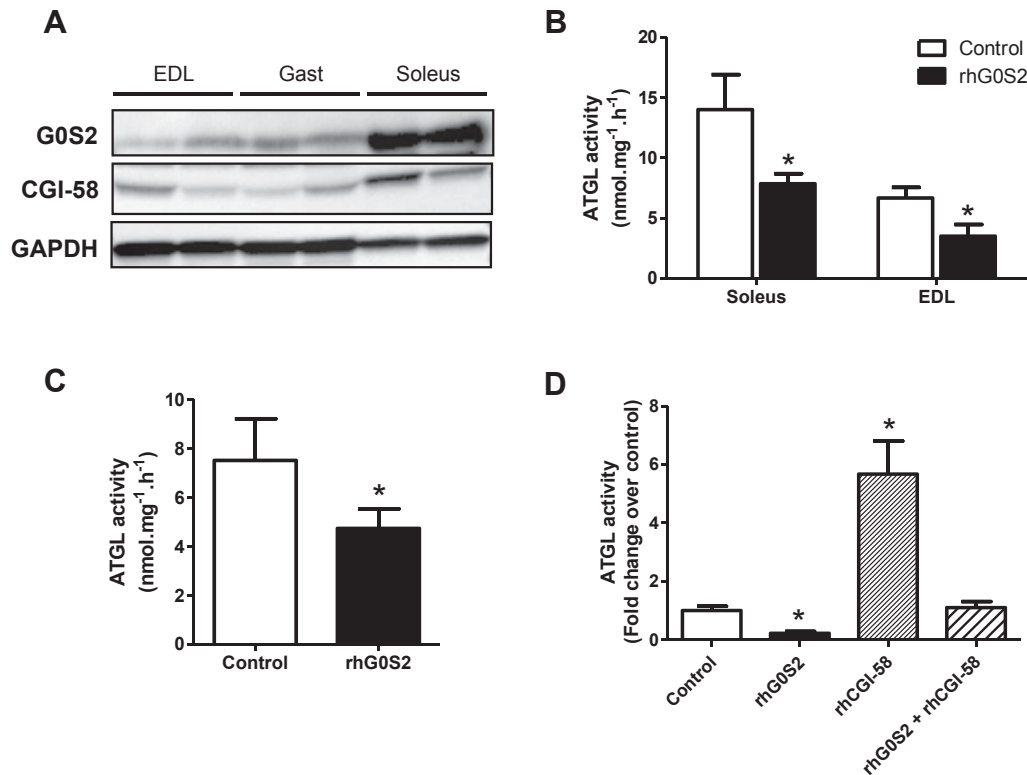 A
EDL Gast Soleus
G0S2
CGI-58
GAPDH
B
20
15
10
5
0
ATGL activity
(nmol.mg-1.h-1)
Control
rhG0S2
*
*
Soleus EDL
C
10
8
6
4
2
0
ATGL activity
(nmol.mg-1.h-1)
*
Control rhG0S2
D
8
6
4
2
0
ATGL activity
(Fold change over control)
*
*
Control
rhG0S2
rhCGI-58
rhG0S2 + rhCGI-58